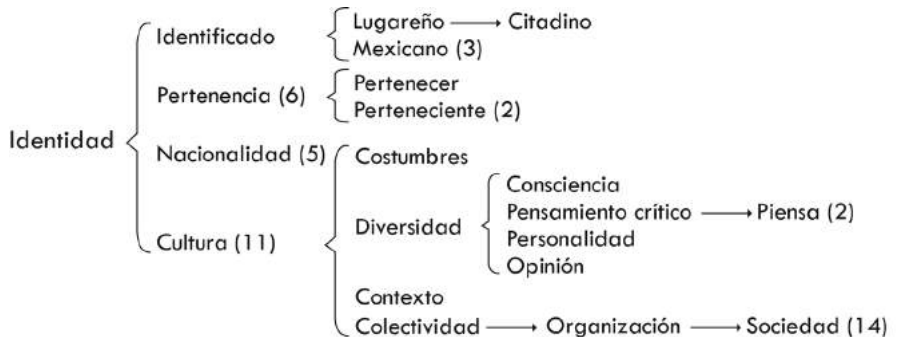 Identidad
Identificado
Lugareño → Citadino
Mexicano (3)
Pertenencia (6)
Pertenecer
Perteneciente (2)
Nacionalidad (5)
Cultura (11)
Costumbres
Diversidad
Consciencia
Pensamiento crítico → Piensa (2)
Personalidad
Opinión
Contexto
Colectividad → Organización → Sociedad (14)